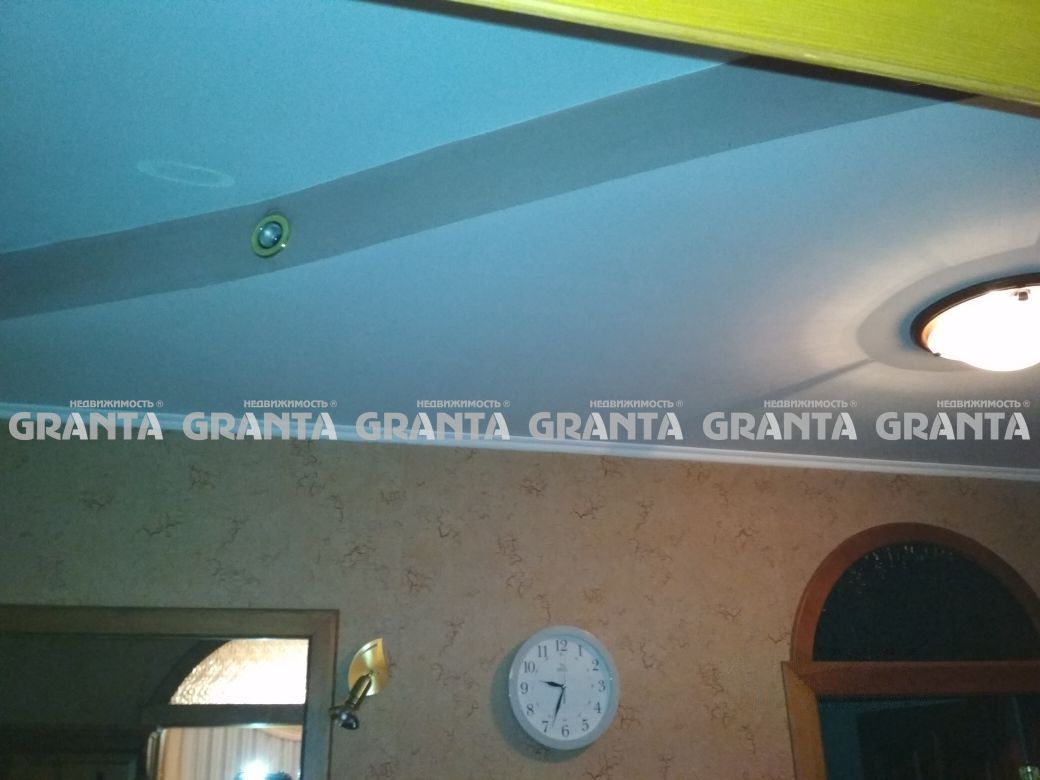 НЕДВИЖИМОСТЬ ® НЕДВИЖИМОСТЬ ® НЕДВИЖИМОСТЬ ® НЕДВИЖИМОСТЬ ® НЕДВИЖИМОСТЬ ® НЕДВИЖИМОСТЬ ®
GRANTA GRANTA GRANTA GRANTA GRANTA GRANTA
12 1 2 3 4 5 6 7 8 9 10 11